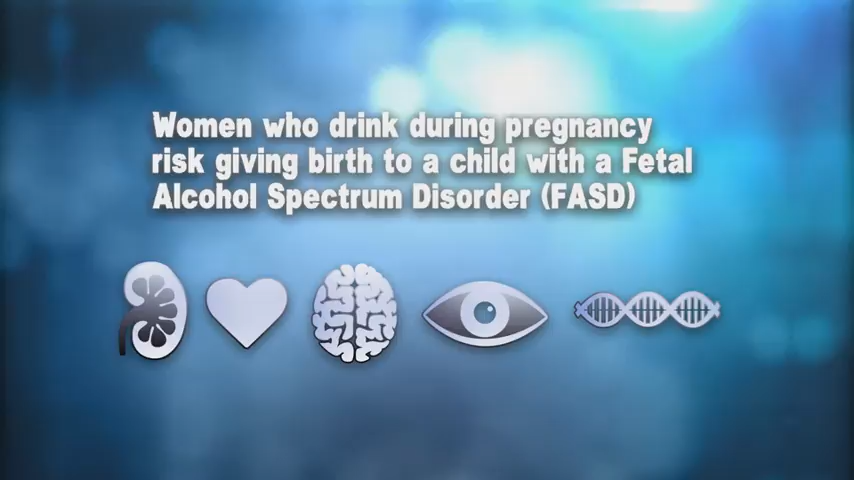 Women who drink during pregnancy
risk giving birth to a child with a Fetal
Alcohol Spectrum Disorder (FASD)